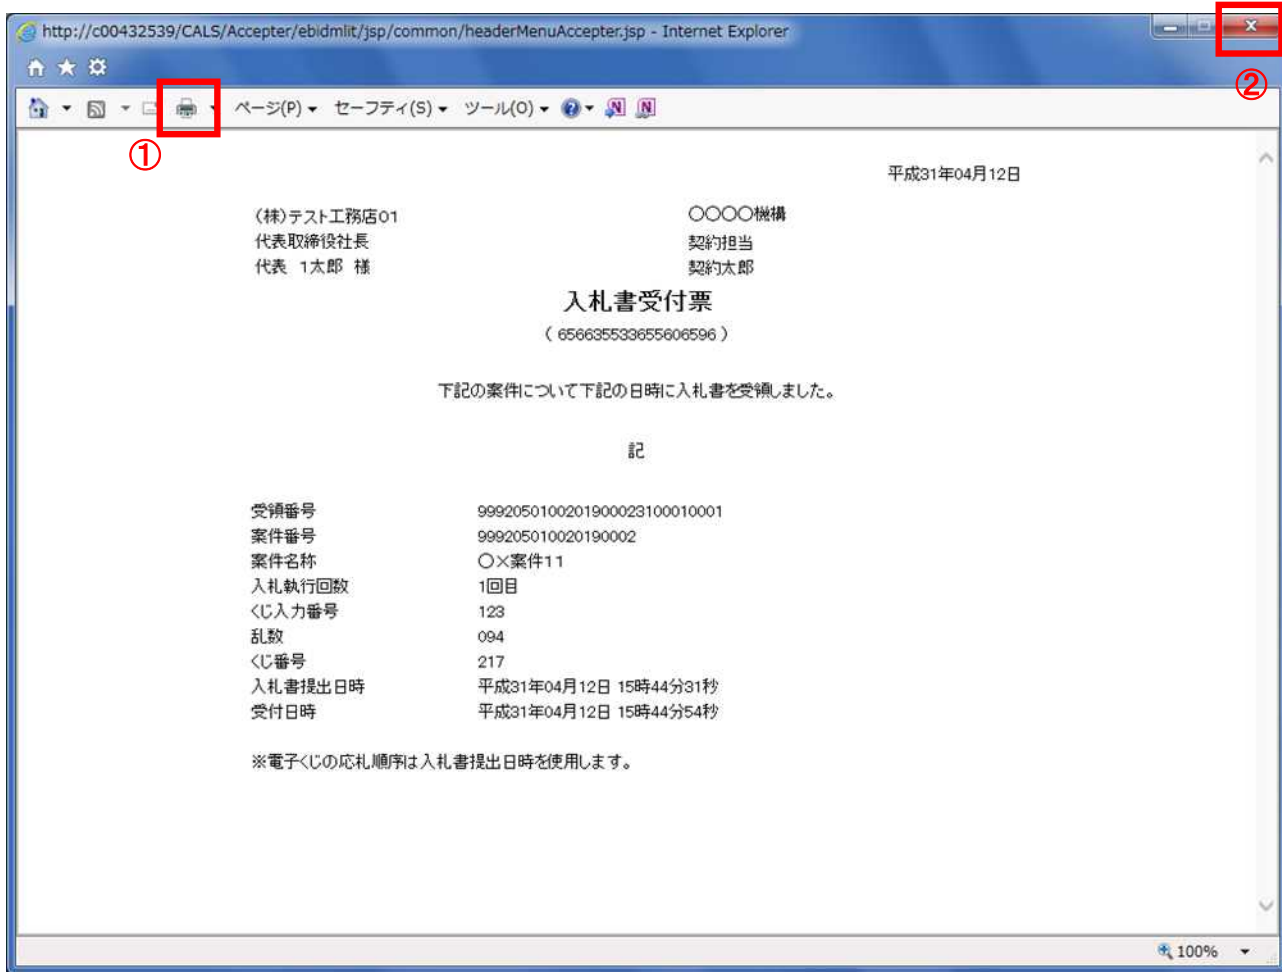 http://c00432539/CALS/Accepter/ebidmlit/jsp/common/headerMenuAccepter.jsp - Internet Explorer
②
ページ(P) セーフティ(S) ツール(O)
①
平成31年04月12日
(株)テスト工務店01
〇〇〇〇機構
代表取締役社長
契約担当
代表 1太郎 様
契約太郎
入札書受付票
( 656635533655606596 )
下記の案件について下記の日時に入札書を受領しました。
記
受領番号 99920501002019000231​00010001
案件番号 999205010020190002
案件名称 〇×案件11
入札執行回数 1回目
くじ入力番号 123
乱数 094
くじ番号 217
入札書提出日時 平成31年04月12日 15時44分31秒
受付日時 平成31年04月12日 15時44分54秒
※電子くじの応札順序は入札書提出日時を使用します。
100%